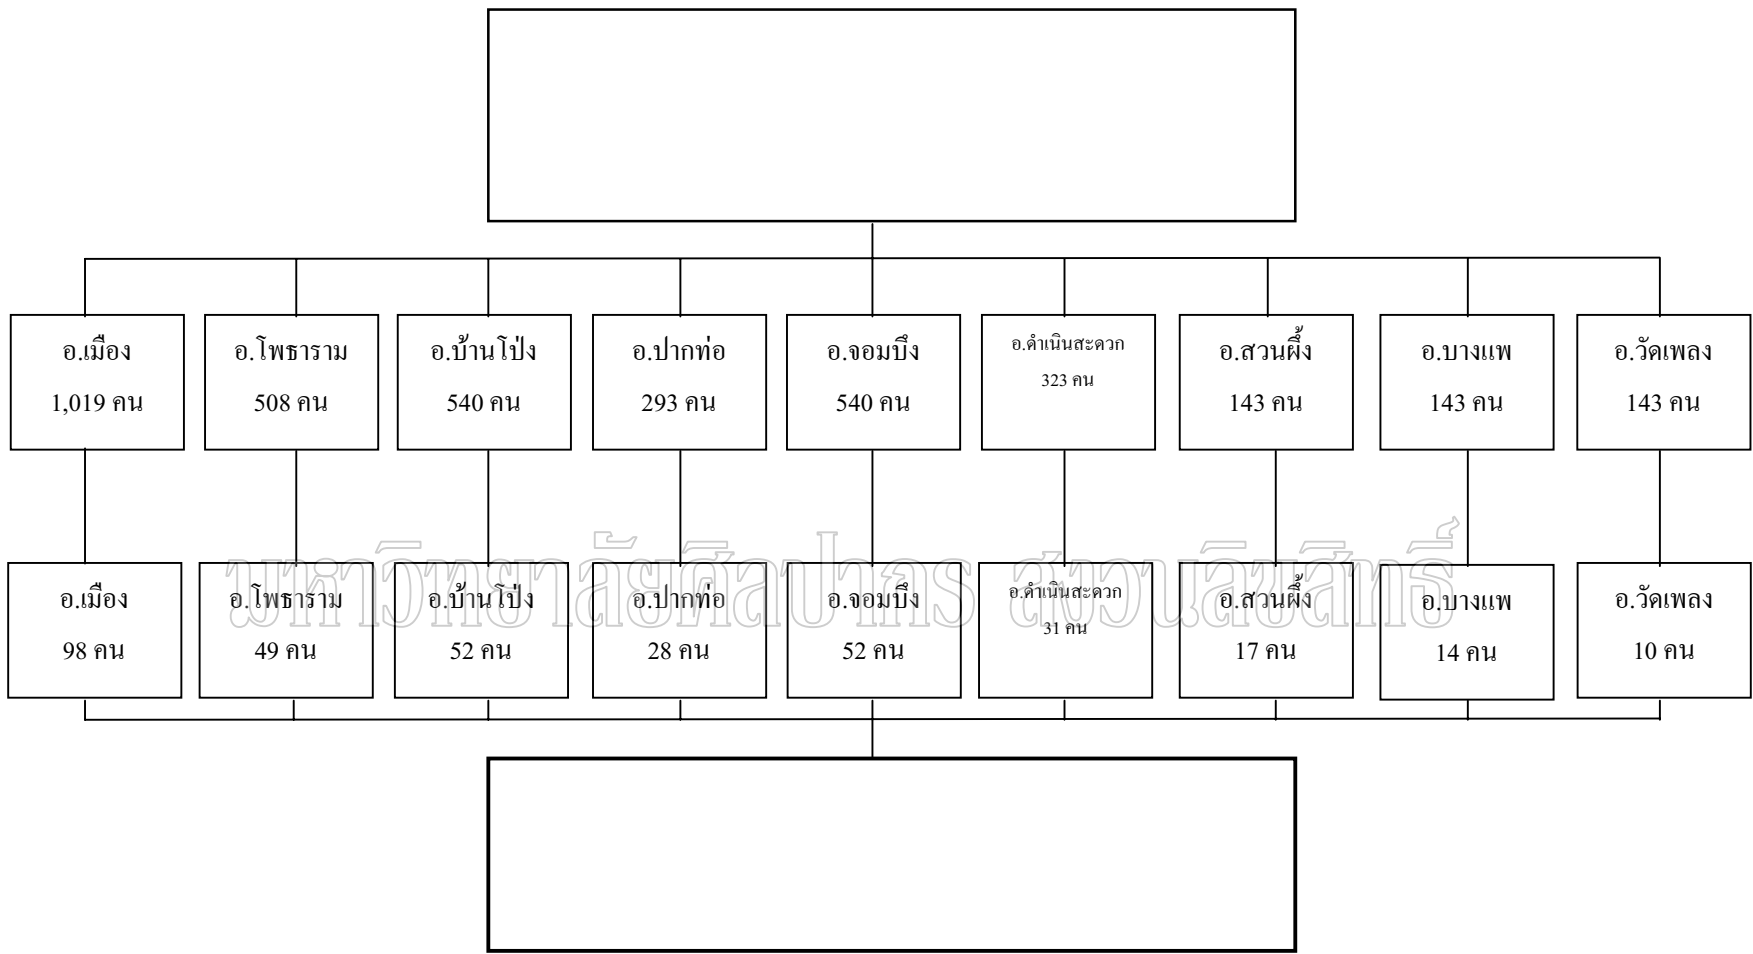 อ.เมือง
1,019 คน
อ.โพธาราม
508 คน
อ.บ้านโป่ง
540 คน
อ.ปากท่อ
293 คน
อ.จอมบึง
540 คน
อ.ดำเนินสะดวก
323 คน
อ.สวนผึ้ง
143 คน
อ.บางแพ
143 คน
อ.วัดเพลง
143 คน
มหาวิทยาลัยศิลปากร สงวนลิขสิทธิ์
อ.เมือง
98 คน
อ.โพธาราม
49 คน
อ.บ้านโป่ง
52 คน
อ.ปากท่อ
28 คน
อ.จอมบึง
52 คน
อ.ดำเนินสะดวก
31 คน
อ.สวนผึ้ง
17 คน
อ.บางแพ
14 คน
อ.วัดเพลง
10 คน